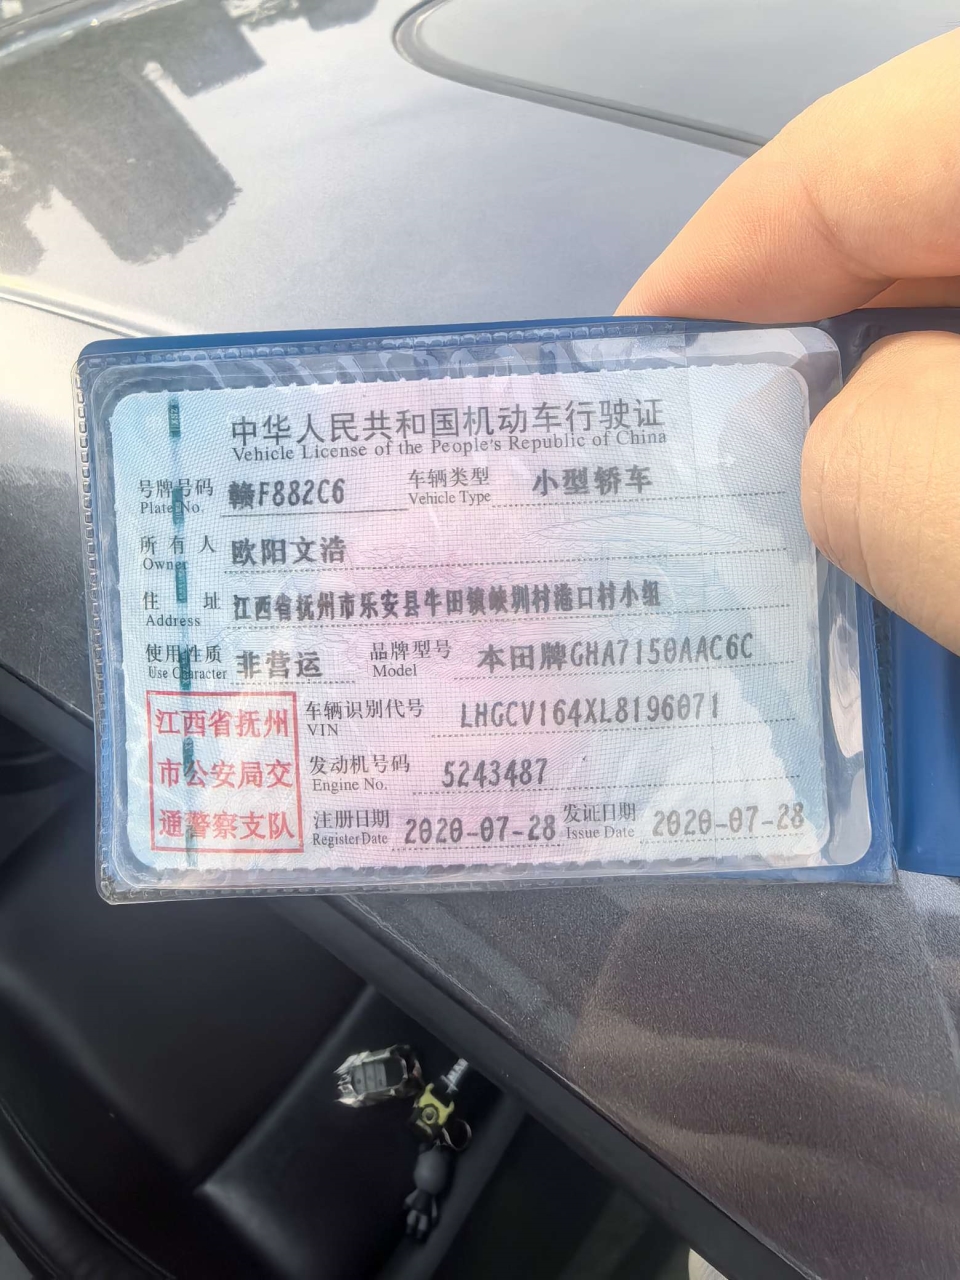 中华人民共和国机动车行驶证
Vehicle License of the People's Republic of China
号牌号码 赣F882C6 车辆类型 小型轿车
Plate No. Vehicle Type
所有人 欧阳文浩
Owner
住址 江西省抚州市乐安县牛田镇峡圳村港口村小组
Address
使用性质 非营运 品牌型号 本田牌GHA7150AAC6C
Use Character Model
江西省抚州 车辆识别代号 LHGCV164XL8196071
VIN
市公安局交 发动机号码 5243487
Engine No.
通警察支队 注册日期 2020-07-28 发证日期 2020-07-28
Register Date Issue Date